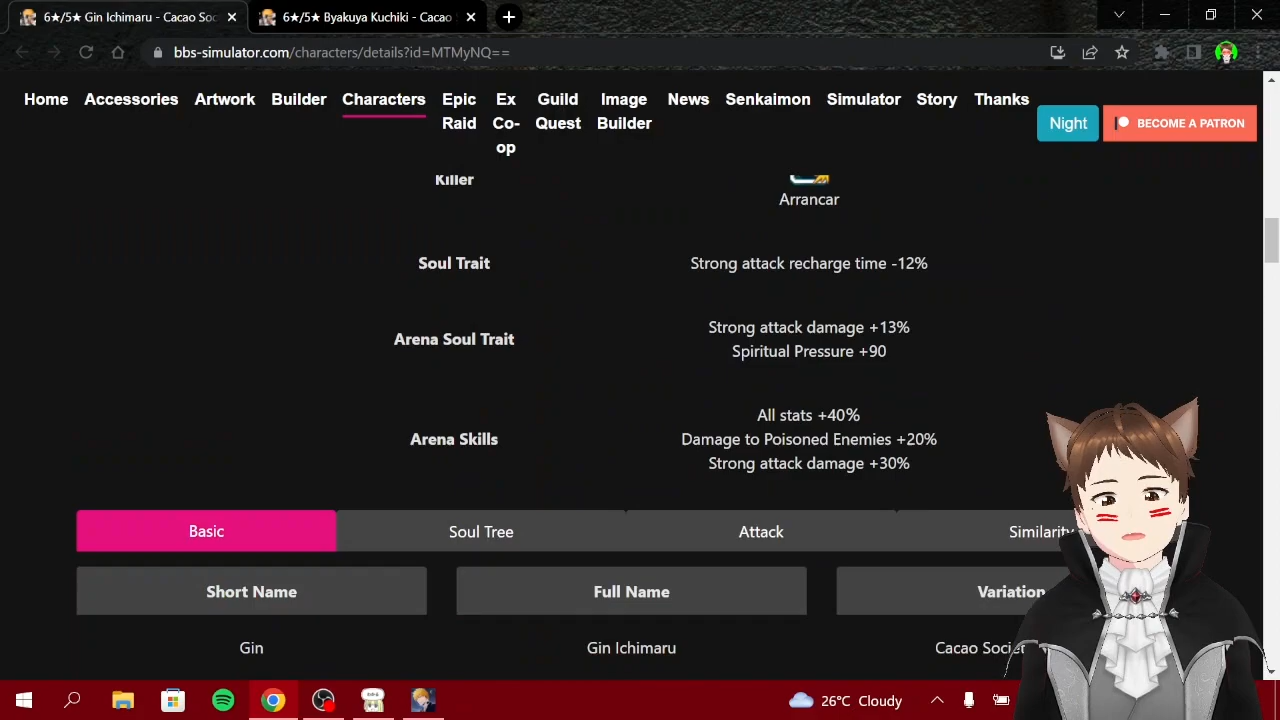 6★/5★ Gin Ichimaru - Cacao Soc
6★/5★ Byakuya Kuchiki - Cacao
bbs-simulator.com/characters/details?id=MTMyNQ==
Home
Accessories
Artwork
Builder
Characters
Epic Raid
Ex Co-op
Guild Quest
Image Builder
News
Senkaimon
Simulator
Story
Thanks
Night
BECOME A PATRON
Killer
Arrancar
Soul Trait
Strong attack recharge time -12%
Arena Soul Trait
Strong attack damage +13%
Spiritual Pressure +90
Arena Skills
All stats +40%
Damage to Poisoned Enemies +20%
Strong attack damage +30%
Basic
Soul Tree
Attack
Similarity
Short Name
Full Name
Variation
Gin
Gin Ichimaru
Cacao Socie
26°C Cloudy